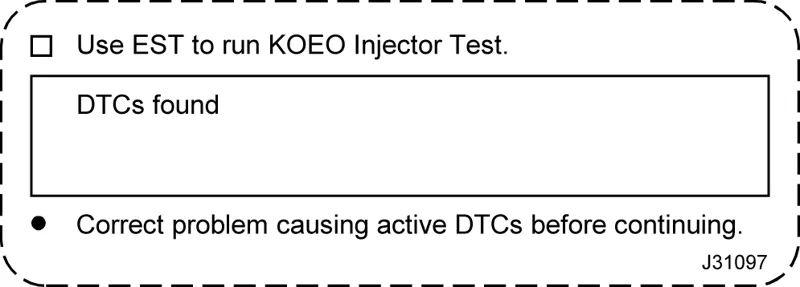 Use EST to run KOEO Injector Test.
DTCs found
Correct problem causing active DTCs before continuing.
J31097